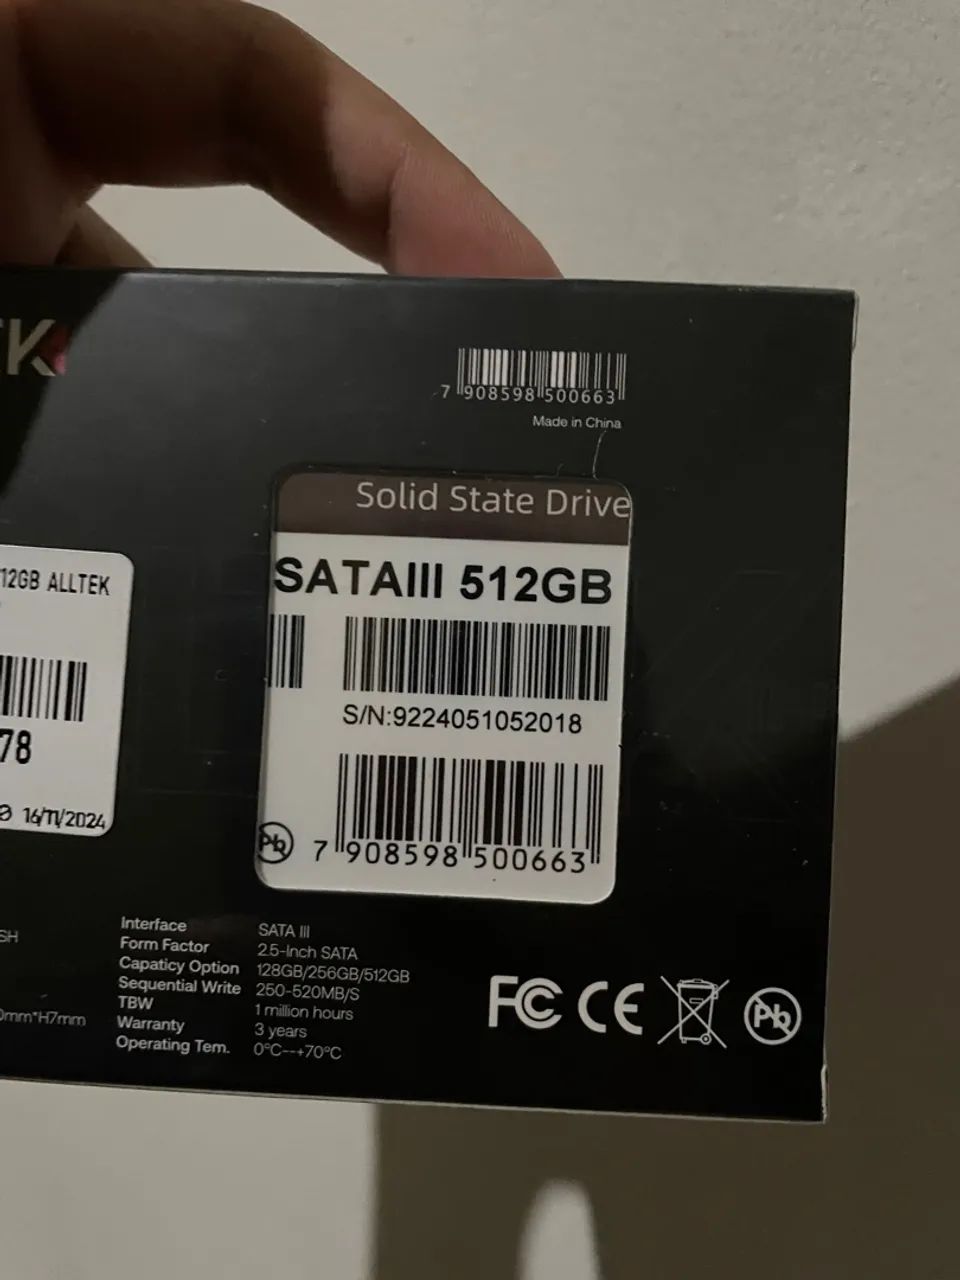 7 908598 500663
Made in China
Solid State Drive
SATAIII 512GB
S/N:9224051052018
Pb 7 908598 500663
12GB ALLTEK
78
16/11/2024
Interface SATA III
Form Factor 2.5-Inch SATA
Capaticy Option 128GB/256GB/512GB
Sequential Write 250-520MB/S
TBW 1 million hours
Warranty 3 years
Operating Tem. 0°C--+70°C
SH
0mm*H7mm
FC CE Pb